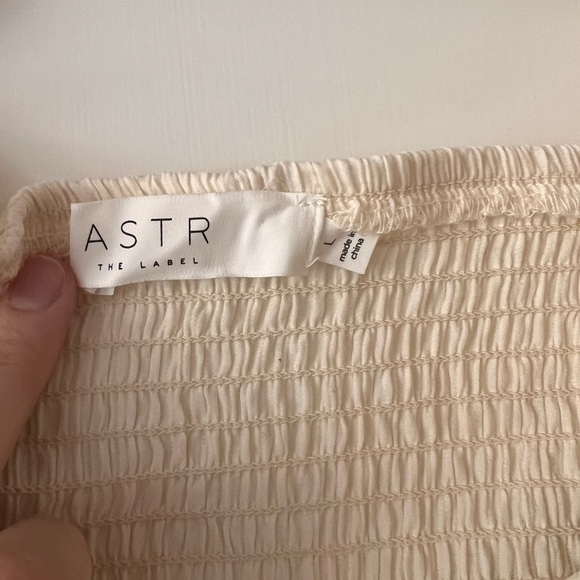 ASTR
THE LABEL
L
made in
china